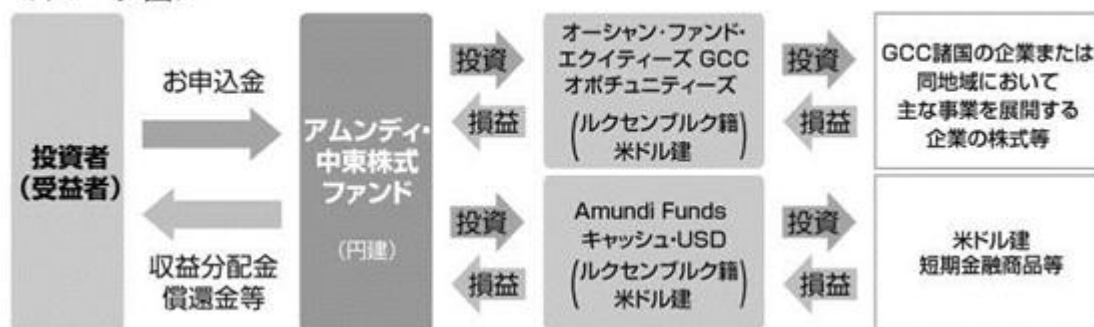 投資者
(受益者)
お申込金
収益分配金
償還金等
アムンディ・
中東株式
ファンド
(円建)
投資
損益
オーシャン・ファンド・
エクイティーズ GCC
オポチュニティーズ
(ルクセンブルク籍
米ドル建)
投資
損益
GCC諸国の企業または
同地域において
主な事業を展開する
企業の株式等
投資
損益
Amundi Funds
キャッシュ・USD
(ルクセンブルク籍
米ドル建)
投資
損益
米ドル建
短期金融商品等